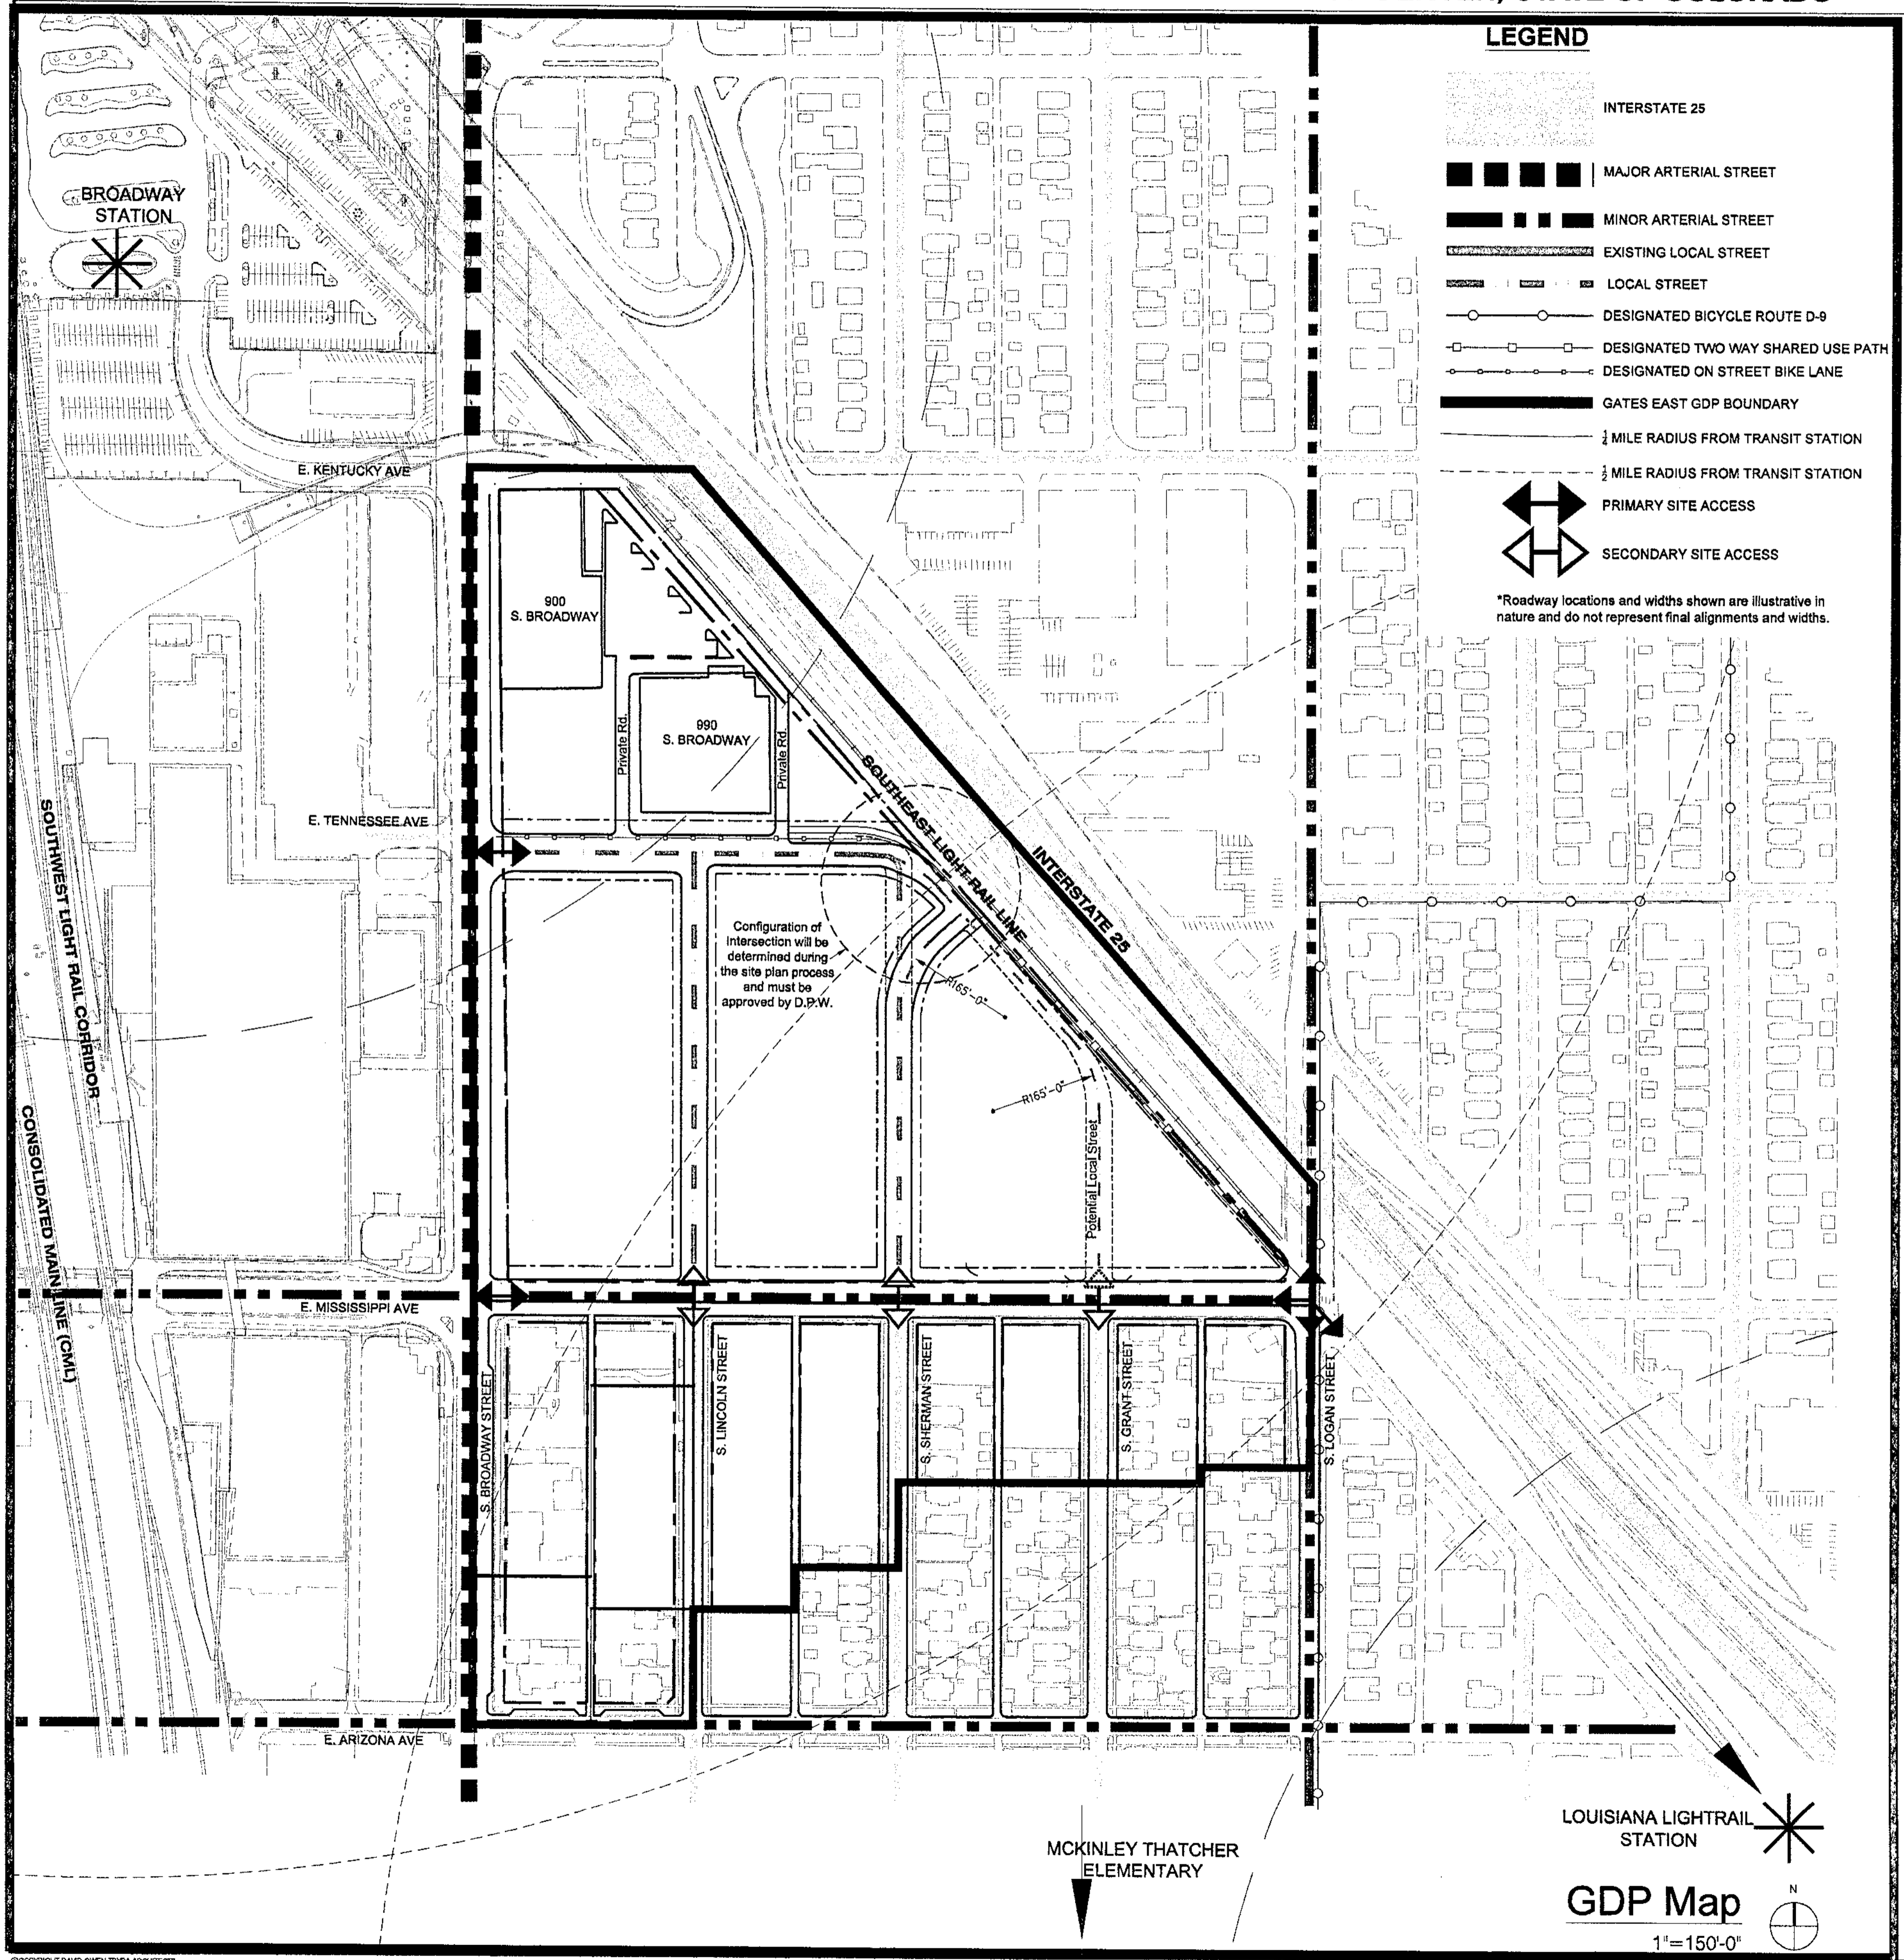 LEGEND
INTERSTATE 25
MAJOR ARTERIAL STREET
MINOR ARTERIAL STREET
EXISTING LOCAL STREET
LOCAL STREET
DESIGNATED BICYCLE ROUTE D-9
DESIGNATED TWO WAY SHARED USE PATH
DESIGNATED ON STREET BIKE LANE
GATES EAST GDP BOUNDARY
¼ MILE RADIUS FROM TRANSIT STATION
½ MILE RADIUS FROM TRANSIT STATION
PRIMARY SITE ACCESS
SECONDARY SITE ACCESS
*Roadway locations and widths shown are illustrative in
nature and do not represent final alignments and widths.
BROADWAY
STATION
E. KENTUCKY AVE
900
S. BROADWAY
990
S. BROADWAY
Private Rd.
Private Rd.
E. TENNESSEE AVE
SOUTHEAST LIGHT RAIL LINE
INTERSTATE 25
SOUTHWEST LIGHT RAIL CORRIDOR
CONSOLIDATED MAIN LINE (CML)
Configuration of
intersection will be
determined during
the site plan process
and must be
approved by D.P.W.
R165'-0"
R165'-0"
Potential Local Street
E. MISSISSIPPI AVE
S. BROADWAY STREET
S. LINCOLN STREET
S. SHERMAN STREET
S. GRANT STREET
S. LOGAN STREET
E. ARIZONA AVE
MCKINLEY THATCHER
ELEMENTARY
LOUISIANA LIGHTRAIL
STATION
GDP Map
N
1"=150'-0"